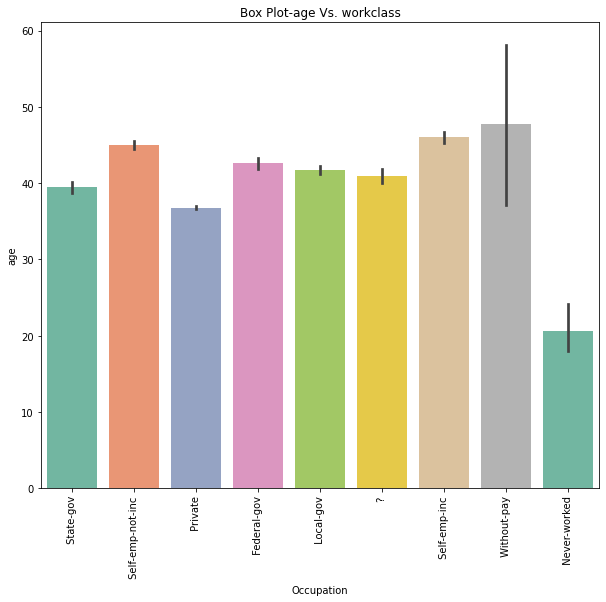 Box Plot-age Vs. workclass
60
50
40
30
20
10
0
age
State-gov
Self-emp-not-inc
Private
Federal-gov
Local-gov
?
Self-emp-inc
Without-pay
Never-worked
Occupation